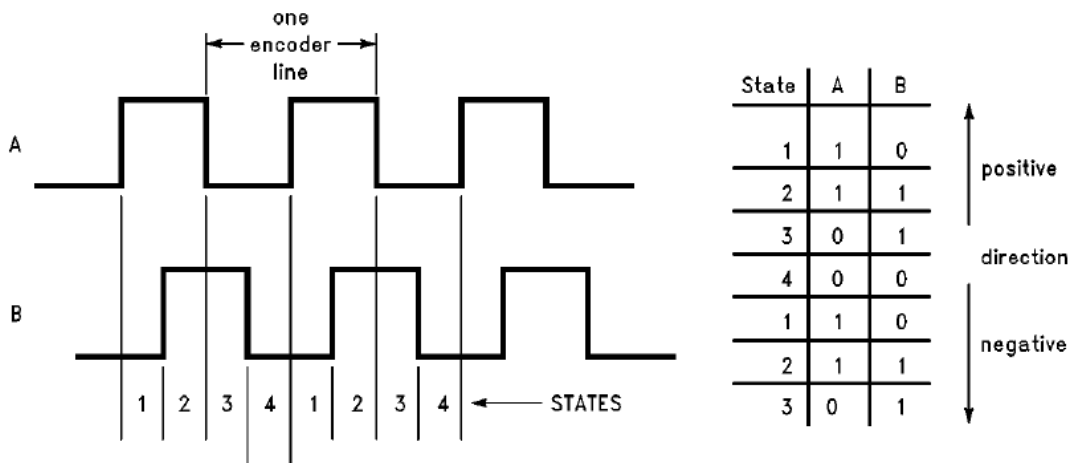 one
encoder
line
A
B
1 2 3 4 1 2 3 4 STATES
State A B
1 1 0
2 1 1
3 0 1
4 0 0
1 1 0
2 1 1
3 0 1
positive
direction
negative